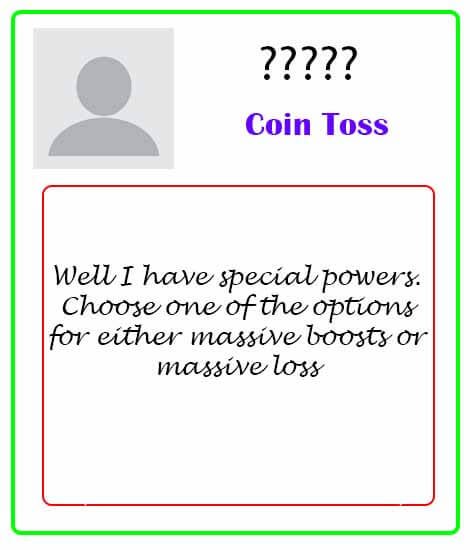 ?????
Coin Toss
Well I have special powers.
Choose one of the options
for either massive boosts or
massive loss